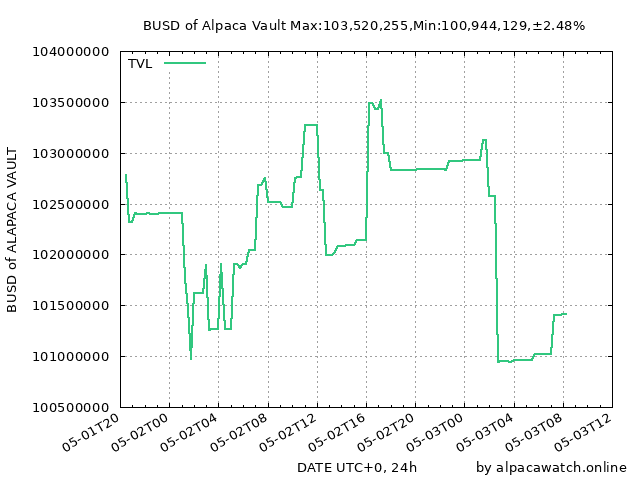 BUSD of Alpaca Vault Max:103,520,255,Min:100,944,129,±2.48%
104000000
TVL
103500000
103000000
102500000
102000000
101500000
101000000
100500000
BUSD of ALAPACA VAULT
05-01T20
05-02T00
05-02T04
05-02T08
05-02T12
05-02T16
05-02T20
05-03T00
05-03T04
05-03T08
05-03T12
DATE UTC+0, 24h
by alpacawatch.online